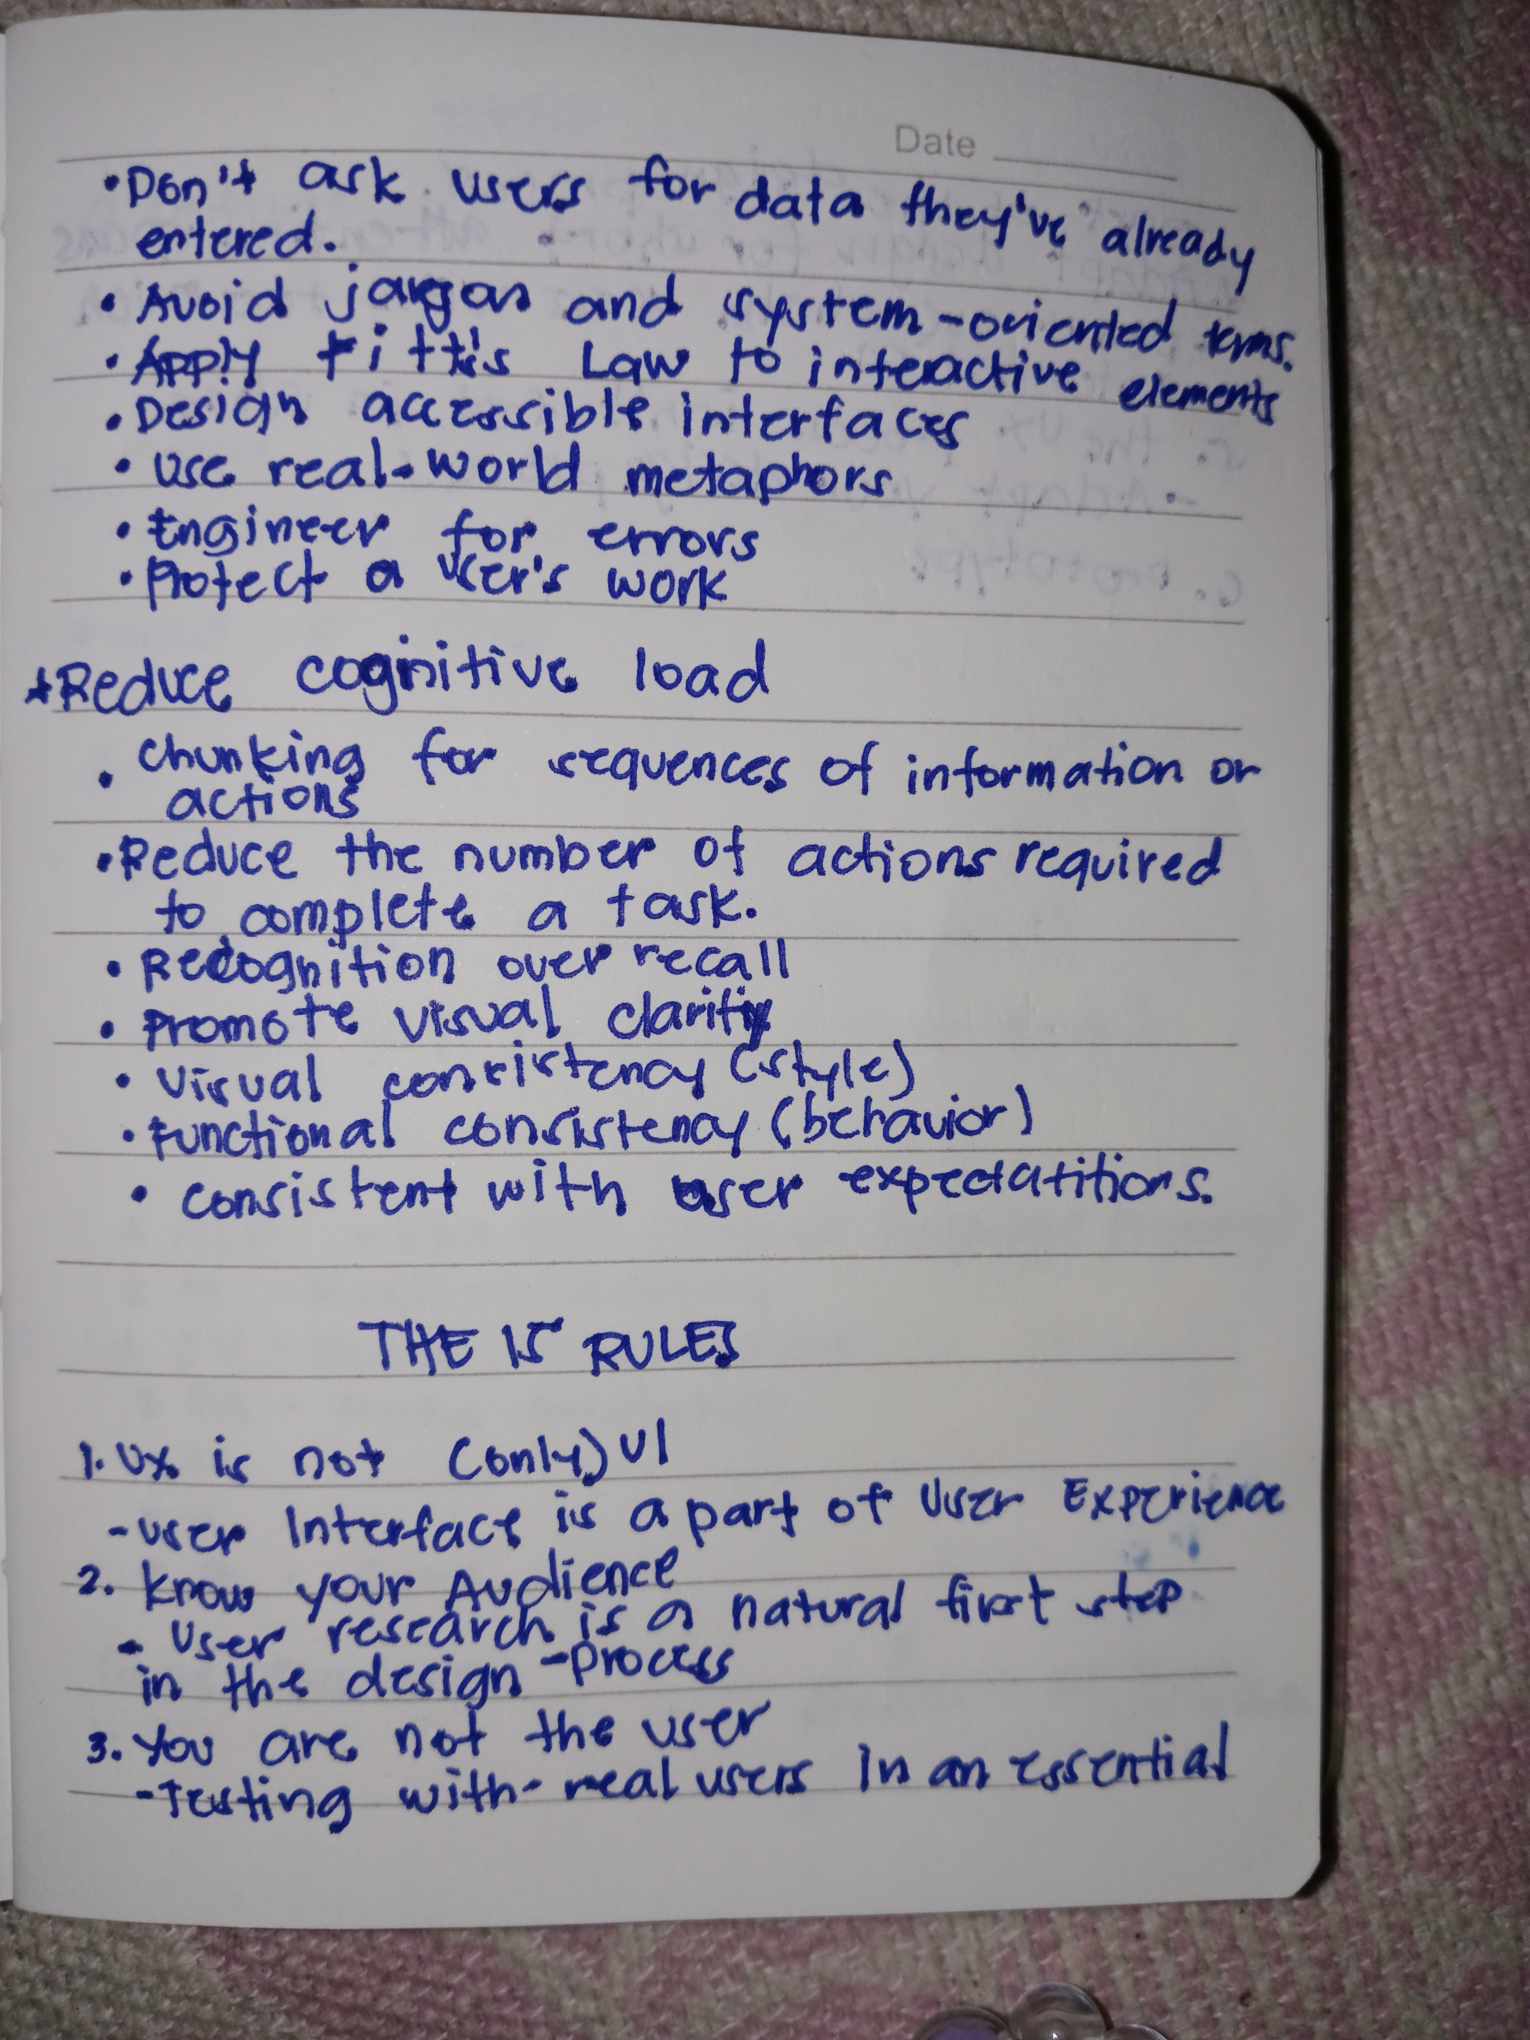 Date
• Don't ask users for data they've already
entered.
• Avoid jargon and system-oriented terms.
• Apply Fitt's Law to interactive elements
• Design accessible interfaces
• Use real-world metaphors
• Engineer for errors
• Protect a user's work
*Reduce cognitive load
• Chunking for sequences of information or
actions
• Reduce the number of actions required
to complete a task.
• Recognition over recall
• Promote visual clarity
• Visual consistency (style)
• Functional consistency (behavior)
• Consistent with user expectatitions.
THE 15 RULES
1. UX is not (only) UI
- User Interface is a part of User Experience
2. Know your Audience
- User research is a natural first step
in the design-process
3. You are not the user
- Testing with real users in an essential